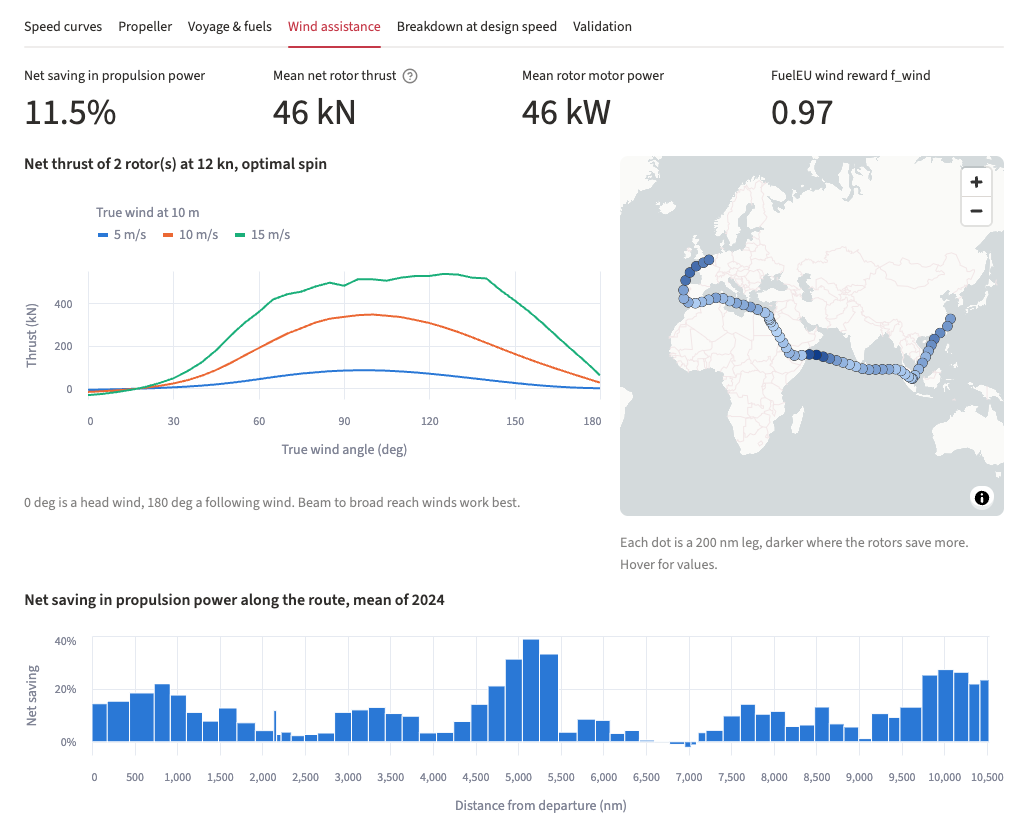 Speed curves Propeller Voyage & fuels Wind assistance Breakdown at design speed Validation
Net saving in propulsion power Mean net rotor thrust ? Mean rotor motor power FuelEU wind reward f_wind
11.5% 46 kN 46 kW 0.97
Net thrust of 2 rotor(s) at 12 kn, optimal spin
True wind at 10 m
5 m/s 10 m/s 15 m/s
Thrust (kN)
400
200
0
0 30 60 90 120 150 180
True wind angle (deg)
0 deg is a head wind, 180 deg a following wind. Beam to broad reach winds work best.
+
−
i
Each dot is a 200 nm leg, darker where the rotors save more.
Hover for values.
Net saving in propulsion power along the route, mean of 2024
Net saving
40%
20%
0%
0 500 1,000 1,500 2,000 2,500 3,000 3,500 4,000 4,500 5,000 5,500 6,000 6,500 7,000 7,500 8,000 8,500 9,000 9,500 10,000 10,500
Distance from departure (nm)